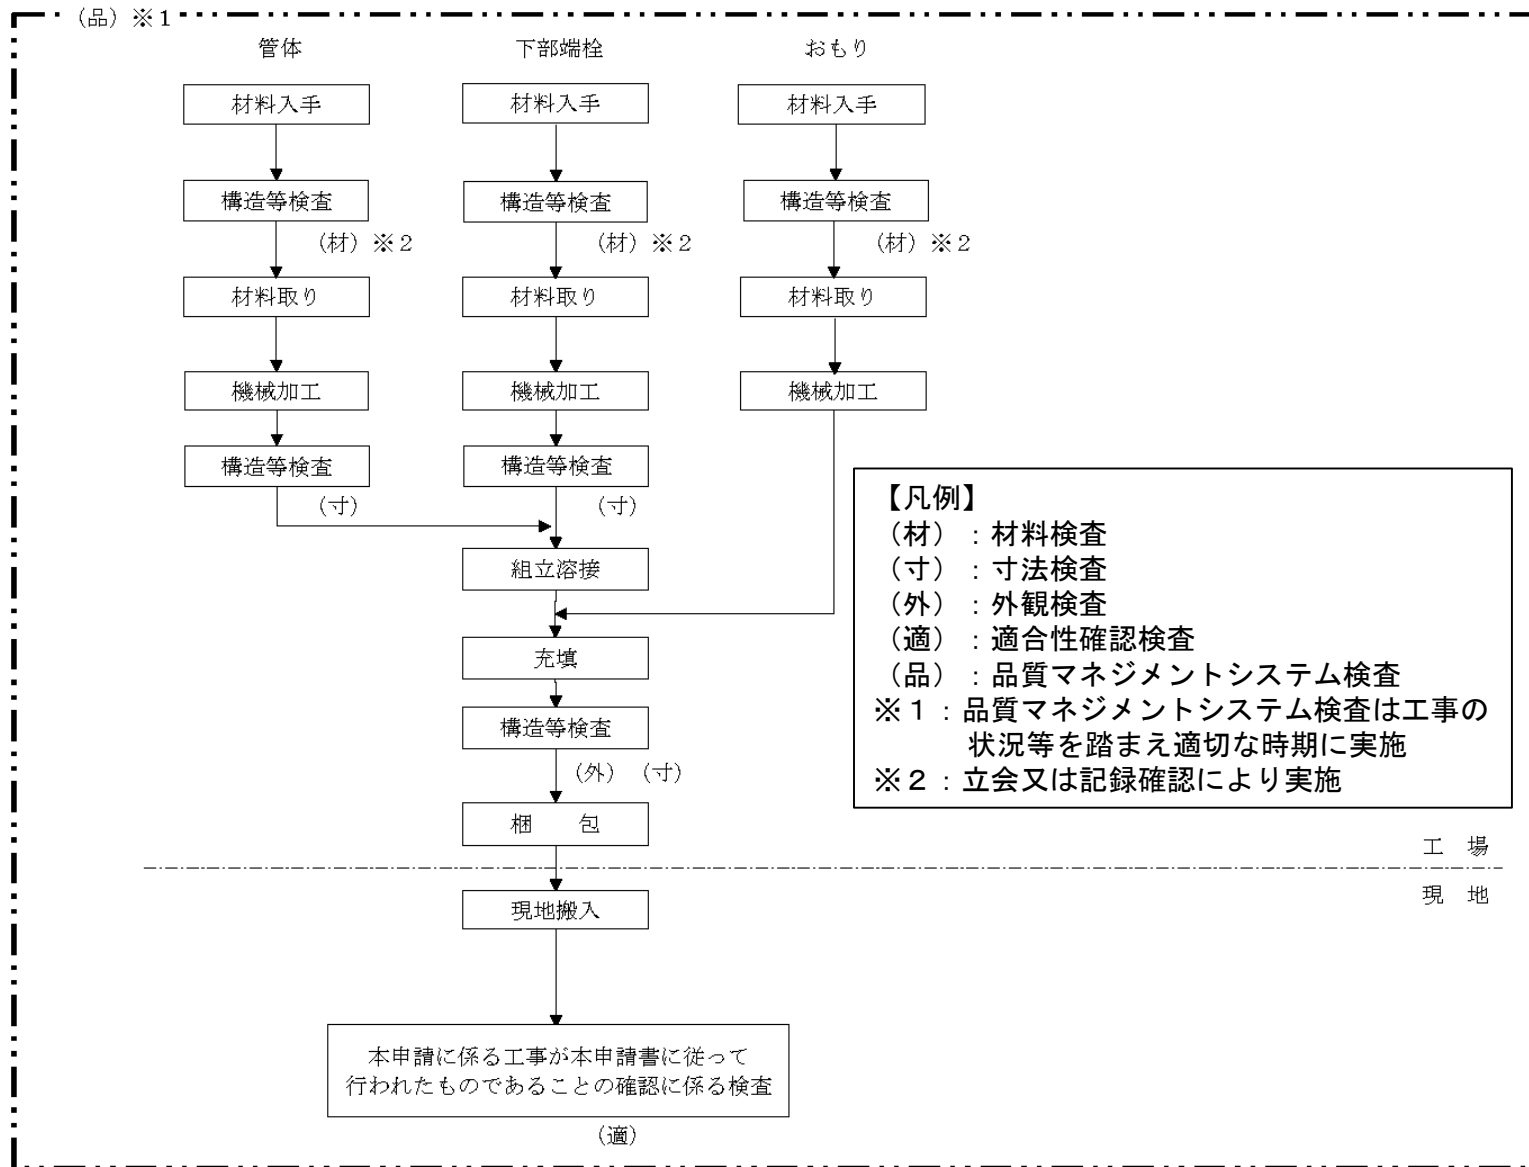 （品）※１
管体　下部端栓　おもり
材料入手　材料入手　材料入手
構造等検査　構造等検査　構造等検査
（材）※２　（材）※２　（材）※２
材料取り　材料取り　材料取り
機械加工　機械加工　機械加工
構造等検査　構造等検査
（寸）　（寸）
組立溶接
充填
構造等検査
（外）（寸）
梱　包
工　場
現　地
現地搬入
本申請に係る工事が本申請書に従って
行われたものであることの確認に係る検査
（適）
【凡例】
（材）：材料検査
（寸）：寸法検査
（外）：外観検査
（適）：適合性確認検査
（品）：品質マネジメントシステム検査
※１：品質マネジメントシステム検査は工事の
状況等を踏まえ適切な時期に実施
※２：立会又は記録確認により実施